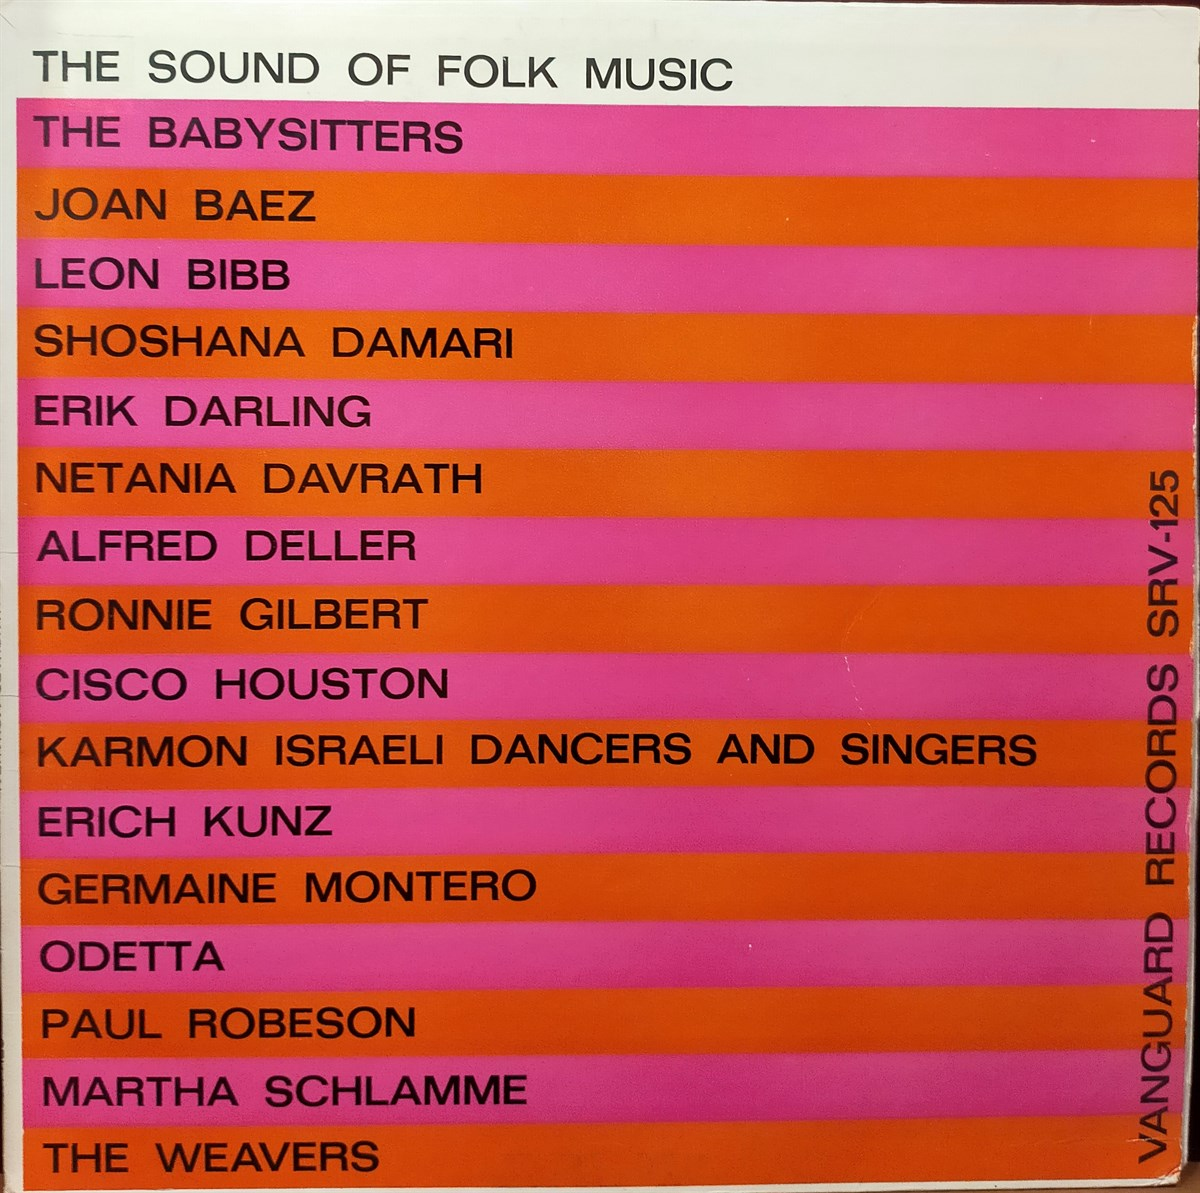 THE SOUND OF FOLK MUSIC
THE BABYSITTERS
JOAN BAEZ
LEON BIBB
SHOSHANA DAMARI
ERIK DARLING
NETANIA DAVRATH
ALFRED DELLER
RONNIE GILBERT
CISCO HOUSTON
KARMON ISRAELI DANCERS AND SINGERS
ERICH KUNZ
GERMAINE MONTERO
ODETTA
PAUL ROBESON
MARTHA SCHLAMME
THE WEAVERS
VANGUARD RECORDS SRV-125